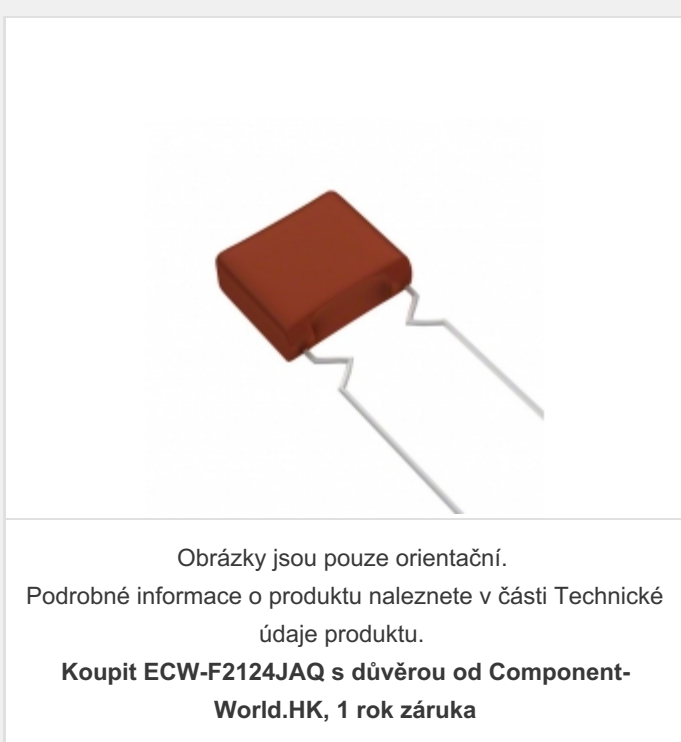 Obrázky jsou pouze orientační.
Podrobné informace o produktu naleznete v části Technické
údaje produktu.
Koupit ECW-F2124JAQ s důvěrou od Component-
World.HK, 1 rok záruka